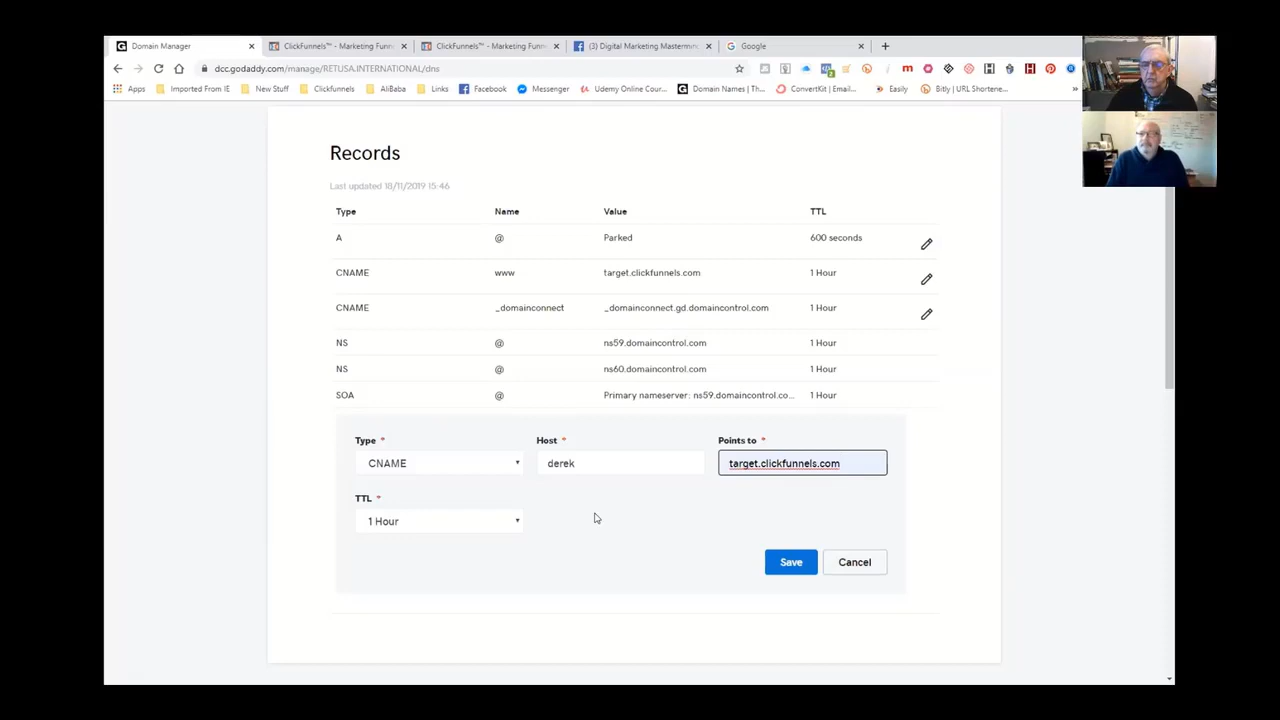 Domain Manager
ClickFunnels™ - Marketing Funn
ClickFunnels™ - Marketing Funn
(3) Digital Marketing Mastermin
Google
dcc.godaddy.com/manage/RETUSA.INTERNATIONAL/dns
Apps
Imported From IE
New Stuff
Clickfunnels
AliBaba
Links
Facebook
Messenger
Udemy Online Cour...
Domain Names | Th...
ConvertKit | Email...
Easily
Bitly | URL Shortene...
Records
Last updated 18/11/2019 15:46
Type Name Value TTL
A @ Parked 600 seconds
CNAME www target.clickfunnels.com 1 Hour
CNAME _domainconnect _domainconnect.gd.domaincontrol.com 1 Hour
NS @ ns59.domaincontrol.com 1 Hour
NS @ ns60.domaincontrol.com 1 Hour
SOA @ Primary nameserver: ns59.domaincontrol.co... 1 Hour
Type * Host * Points to *
CNAME derek target.clickfunnels.com
TTL *
1 Hour
Save Cancel